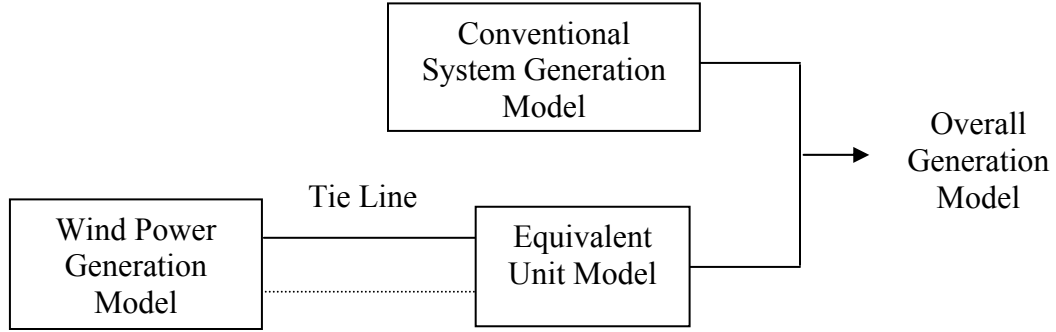 Conventional
System Generation
Model
Overall
Generation
Model
Tie Line
Wind Power
Generation
Model
Equivalent
Unit Model